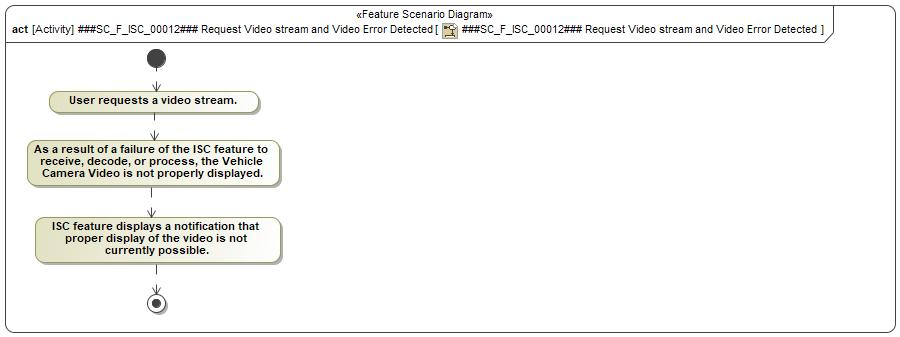 «Feature Scenario Diagram»
act [Activity] ###SC_F_ISC_00012### Request Video stream and Video Error Detected [ ###SC_F_ISC_00012### Request Video stream and Video Error Detected ]
User requests a video stream.
As a result of a failure of the ISC feature to
receive, decode, or process, the Vehicle
Camera Video is not properly displayed.
ISC feature displays a notification that
proper display of the video is not
currently possible.